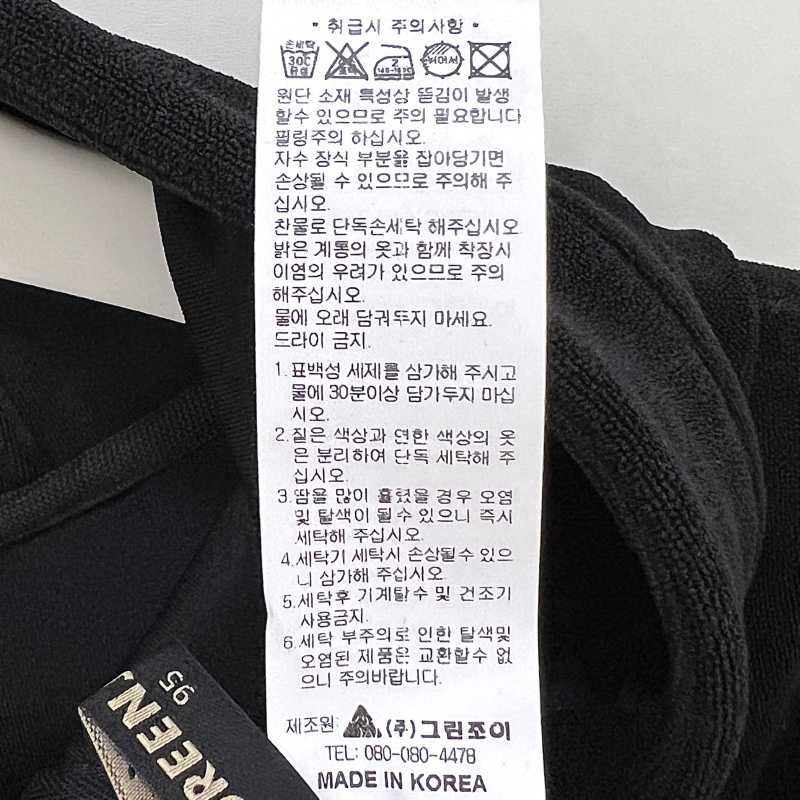 • 취급시 주의사항 •
손세탁
30C
2
원단 소재 특성상 뜯김이 발생
할수 있으므로 주의 필요합니다
필링주의 하십시오.
자수 장식 부분을 잡아당기면
손상될 수 있으므로 주의해 주
십시오.
찬물로 단독손세탁 해주십시오.
밝은 계통의 옷과 함께 착장시
이염의 우려가 있으므로 주의
해주십시오.
물에 오래 담궈두지 마세요.
드라이 금지.
1.표백성 세제를 삼가해 주시고
물에 30분이상 담가두지 마십
시오.
2.짙은 색상과 연한 색상의 옷
은 분리하여 단독 세탁해 주
십시오.
3.땀을 많이 흘렸을 경우 오염
및 탈색이 될수 있으니 즉시
세탁해 주십시오.
4.세탁기 세탁시 손상될수 있으
니 삼가해 주십시오.
5.세탁후 기계탈수 및 건조기
사용금지.
6.세탁 부주의로 인한 탈색및
오염된 제품은 교환할수 없
으니 주의바랍니다.
제조원: (주)그린조이
TEL: 080-080-4478
MADE IN KOREA
95